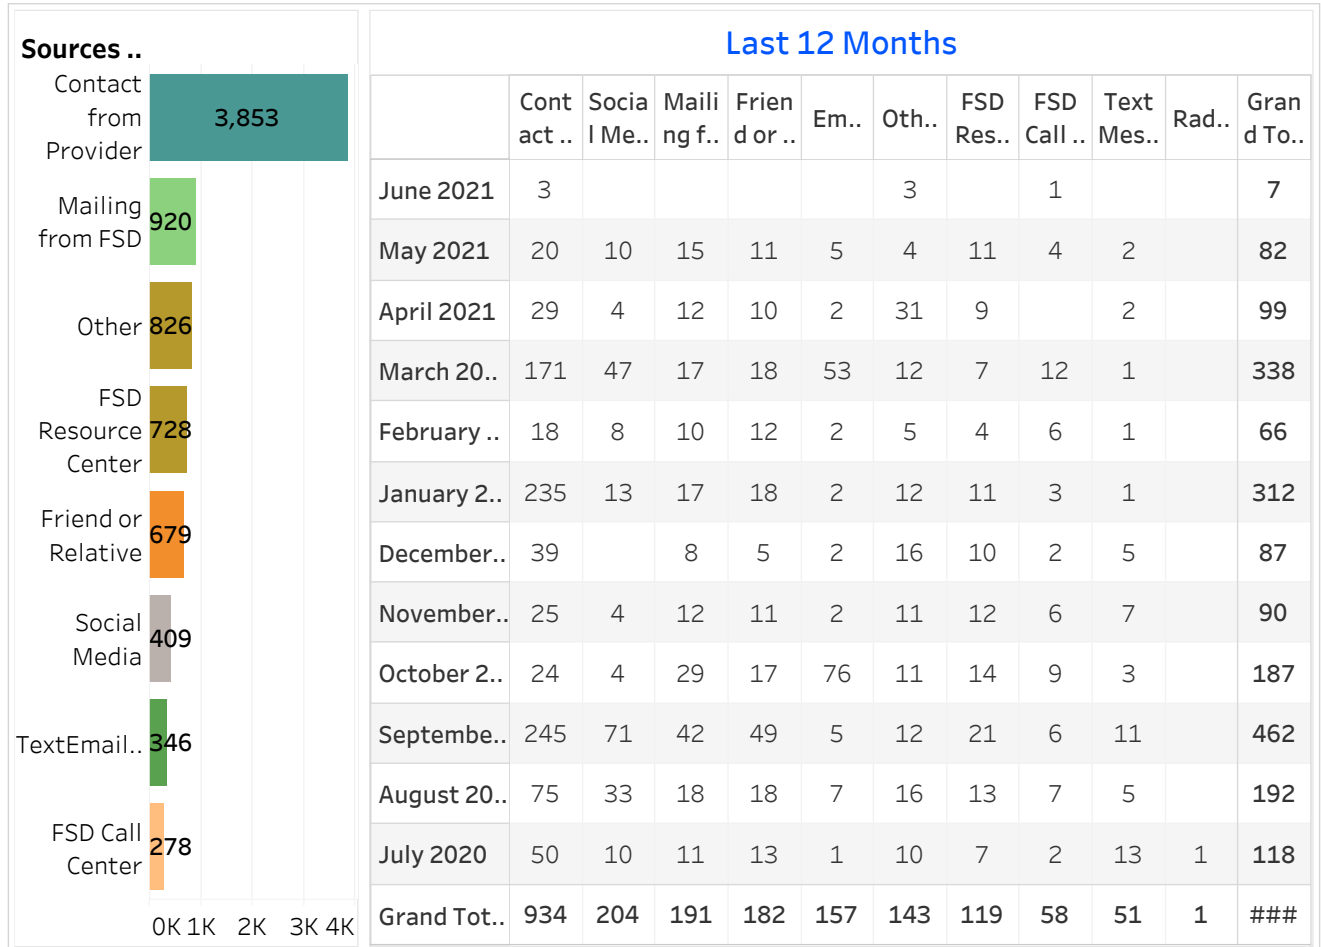 Sources ..
Contact
from
Provider
3,853
Mailing
from FSD
920
Other
826
FSD
Resource
Center
728
Friend or
Relative
679
Social
Media
409
TextEmail..
346
FSD Call
Center
278
0K 1K 2K 3K 4K
Last 12 Months
Cont Socia Maili Frien Em.. Oth.. FSD FSD Text Rad.. Gran
act .. l Me.. ng f.. d or .. Res.. Call .. Mes.. d To..
June 2021 3 3 1 7
May 2021 20 10 15 11 5 4 11 4 2 82
April 2021 29 4 12 10 2 31 9 2 99
March 20.. 171 47 17 18 53 12 7 12 1 338
February .. 18 8 10 12 2 5 4 6 1 66
January 2.. 235 13 17 18 2 12 11 3 1 312
December.. 39 8 5 2 16 10 2 5 87
November.. 25 4 12 11 2 11 12 6 7 90
October 2.. 24 4 29 17 76 11 14 9 3 187
Septembe.. 245 71 42 49 5 12 21 6 11 462
August 20.. 75 33 18 18 7 16 13 7 5 192
July 2020 50 10 11 13 1 10 7 2 13 1 118
Grand Tot.. 934 204 191 182 157 143 119 58 51 1 ###